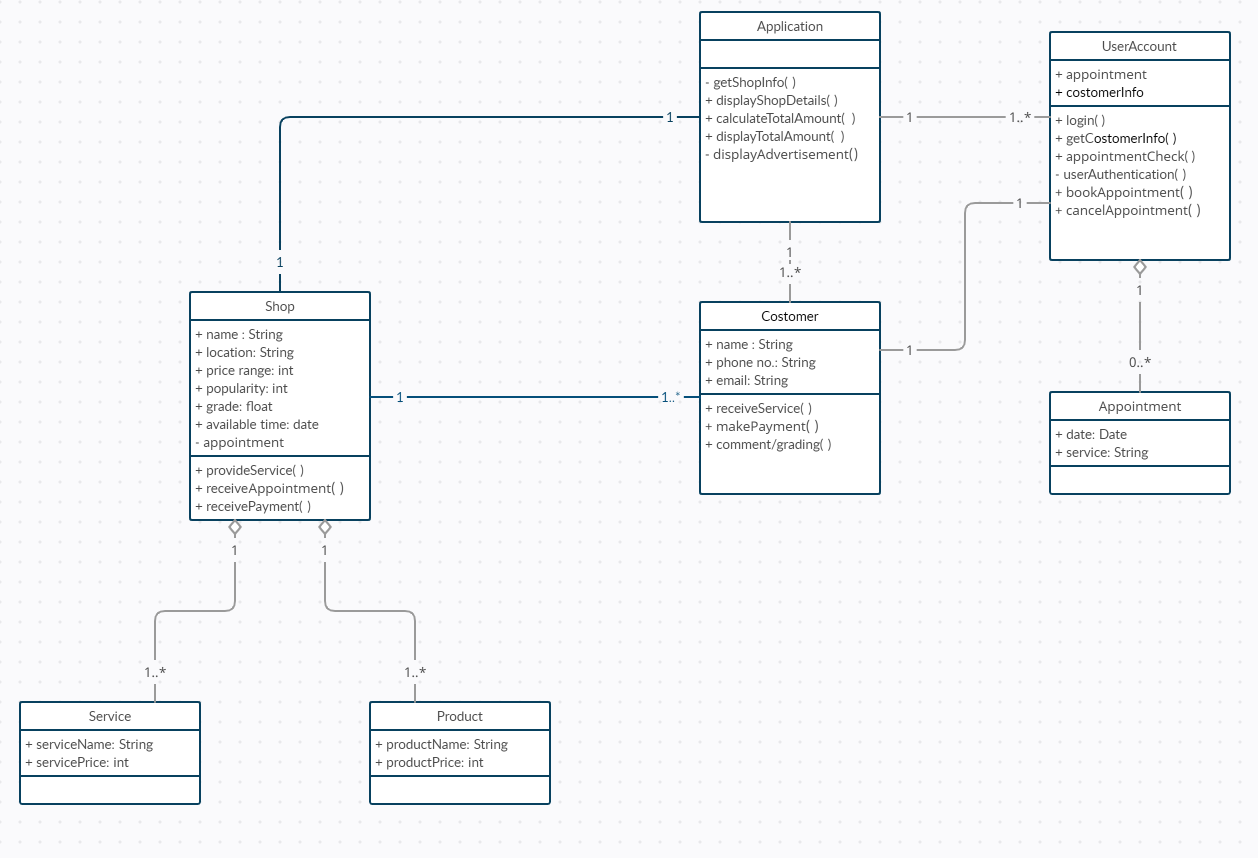 Application
- getShopInfo( )
+ displayShopDetails( )
+ calculateTotalAmount(  )
+ displayTotalAmount(  )
- displayAdvertisement()
UserAccount
+ appointment
+ costomerInfo
+ login( )
+ getCostomerInfo( )
+ appointmentCheck( )
- userAuthentication( )
+ bookAppointment( )
+ cancelAppointment( )
1
1
1..*
1
1
1
1..*
1
1
0..*
Shop
+ name : String
+ location: String
+ price range: int
+ popularity: int
+ grade: float
+ available time: date
- appointment
+ provideService( )
+ receiveAppointment( )
+ receivePayment( )
1
1..*
Costomer
+ name : String
+ phone no.: String
+ email: String
+ receiveService( )
+ makePayment( )
+ comment/grading( )
Appointment
+ date: Date
+ service: String
1
1
1..*
1..*
Service
+ serviceName: String
+ servicePrice: int
Product
+ productName: String
+ productPrice: int